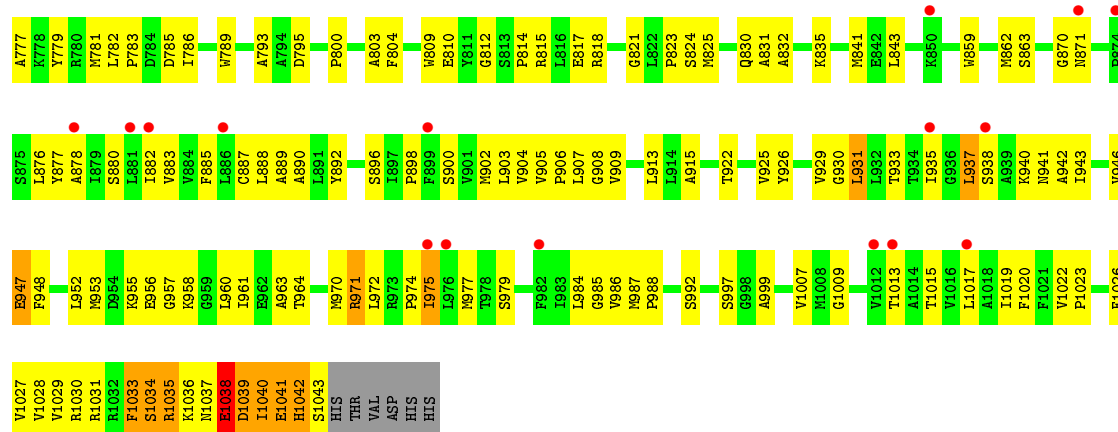 A777 K778 Y779 R780 M781 L782 P783 D784 D785 I786 W789 A793 A794 D795 P800 A803 F804 W809 E810 Y811 G812 S813 P814 R815 L816 E817 R818 G821 L822 P823 S824 M825 Q830 A831 A832 K835 M841 E842 L843 K850 W859 M862 S863 G870 N871
S875 L876 Y877 A878 I879 S880 L881 I882 V883 V884 F885 L886 C887 L888 A889 A890 L891 Y892 S896 I897 P898 F899 S900 V901 M902 L903 V904 V905 P906 L907 G908 V909 L913 L914 A915 T922 V925 Y926 V929 G930 L931 L932 T933 T934 I935 G936 L937 S938 A939 K940 N941 A942 I943 V946
E947 F948 L952 M953 D954 K955 E956 G957 K958 G959 L960 I961 E962 A963 T964 M970 R971 L972 R973 P974 I975 L976 M977 T978 S979 F982 I983 L984 G985 V986 M987 P988 S992 S997 G998 A999 V1007 M1008 G1009 V1012 T1013 A1014 T1015 V1016 L1017 A1018 I1019 F1020 F1021 V1022 P1023
V1027 V1028 V1029 R1030 R1031 R1032 F1033 S1034 R1035 K1036 N1037 E1038 D1039 I1040 E1041 H1042 S1043 HIS THR VAL ASP HIS HIS